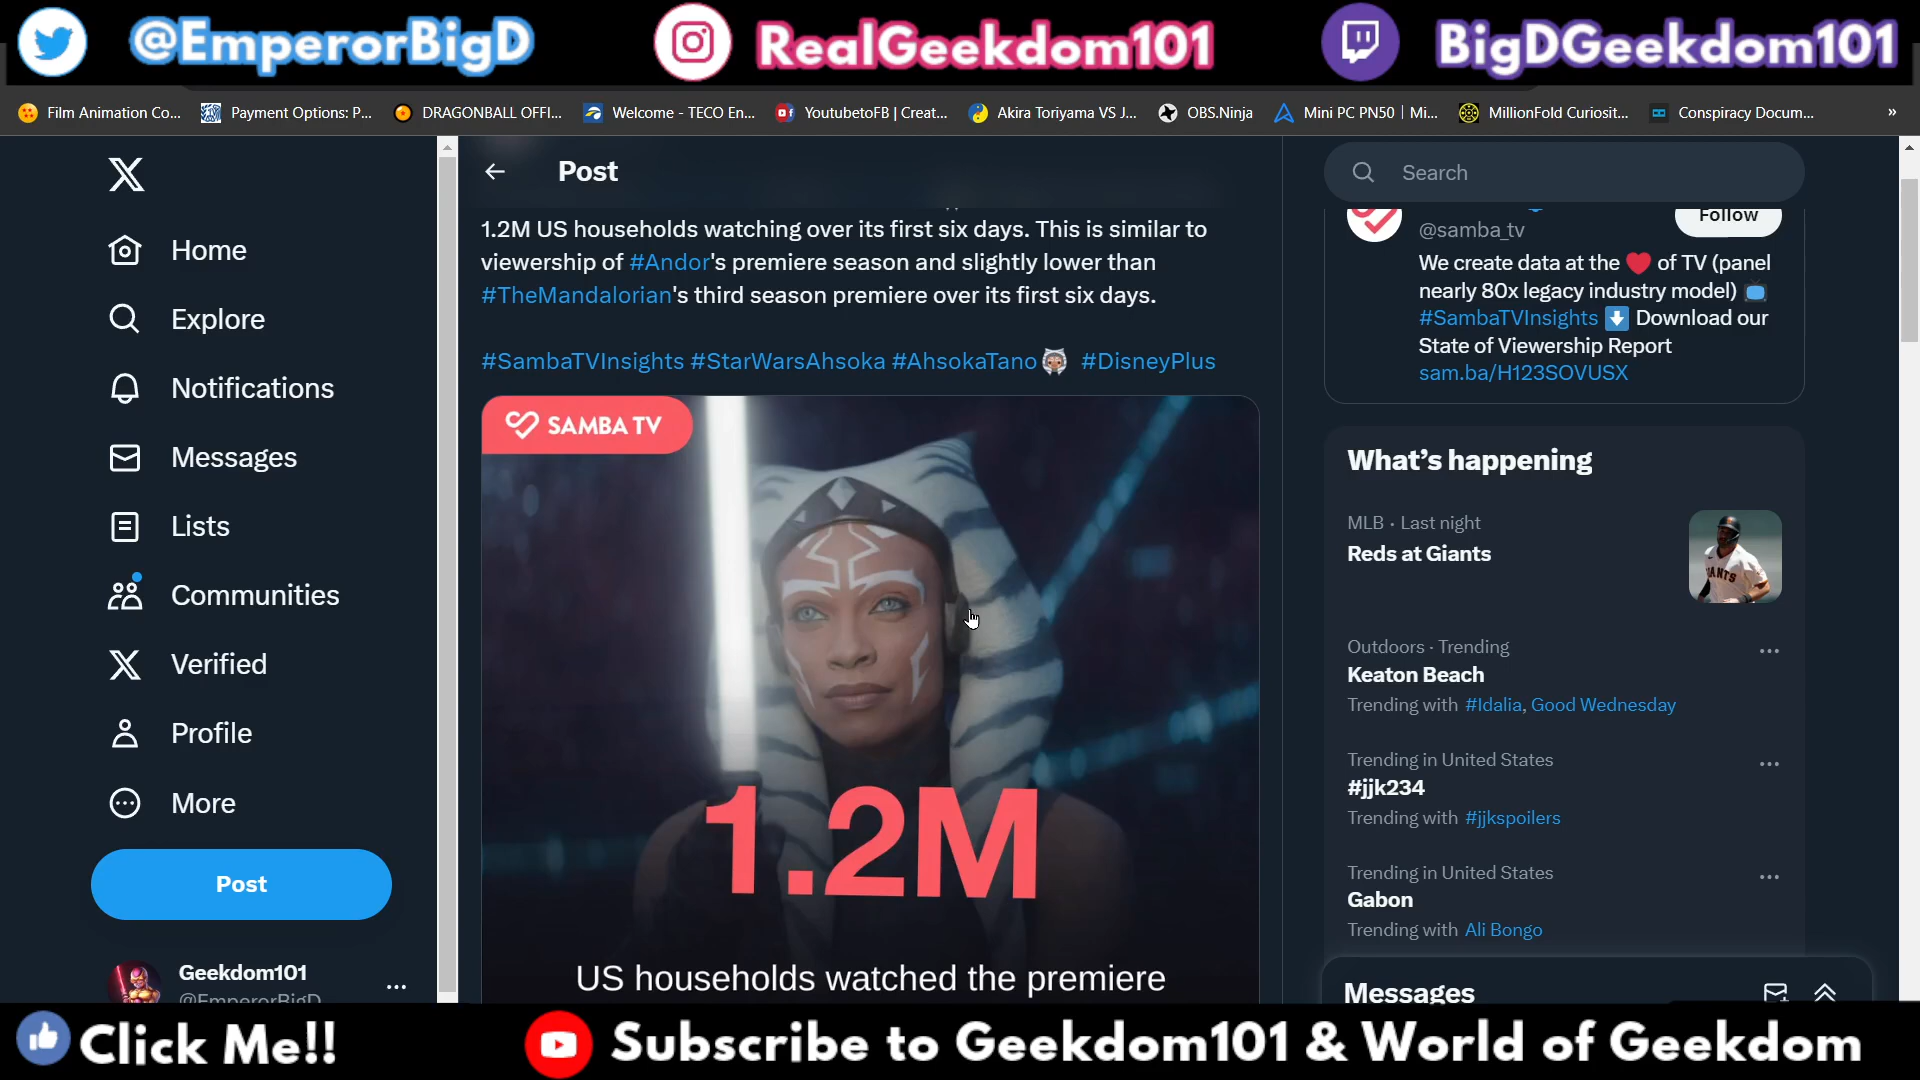 @EmperorBigD
RealGeekdom101
BigDGeekdom101
Film Animation Co...
Payment Options: P...
DRAGONBALL OFFI...
Welcome - TECO En...
YoutubetoFB | Creat...
Akira Toriyama VS J...
OBS.Ninja
Mini PC PN50 | Mi...
MillionFold Curiosit...
Conspiracy Docum...
»
Home
Explore
Notifications
Messages
Lists
Communities
Verified
Profile
More
Post
Geekdom101
@EmperorBigD
Post
1.2M US households watching over its first six days. This is similar to
viewership of #Andor's premiere season and slightly lower than
#TheMandalorian's third season premiere over its first six days.
#SambaTVInsights #StarWarsAhsoka #AhsokaTano #DisneyPlus
SAMBA TV
1.2M
US households watched the premiere
Search
Follow
@samba_tv
We create data at the ❤️ of TV (panel
nearly 80x legacy industry model) 📺
#SambaTVInsights ⬇️ Download our
State of Viewership Report
sam.ba/H123SOVUSX
What's happening
MLB · Last night
Reds at Giants
GIANTS
Outdoors · Trending
Keaton Beach
Trending with #Idalia, Good Wednesday
Trending in United States
#jjk234
Trending with #jjkspoilers
Trending in United States
Gabon
Trending with Ali Bongo
Messages
Click Me!!
Subscribe to Geekdom101 & World of Geekdom